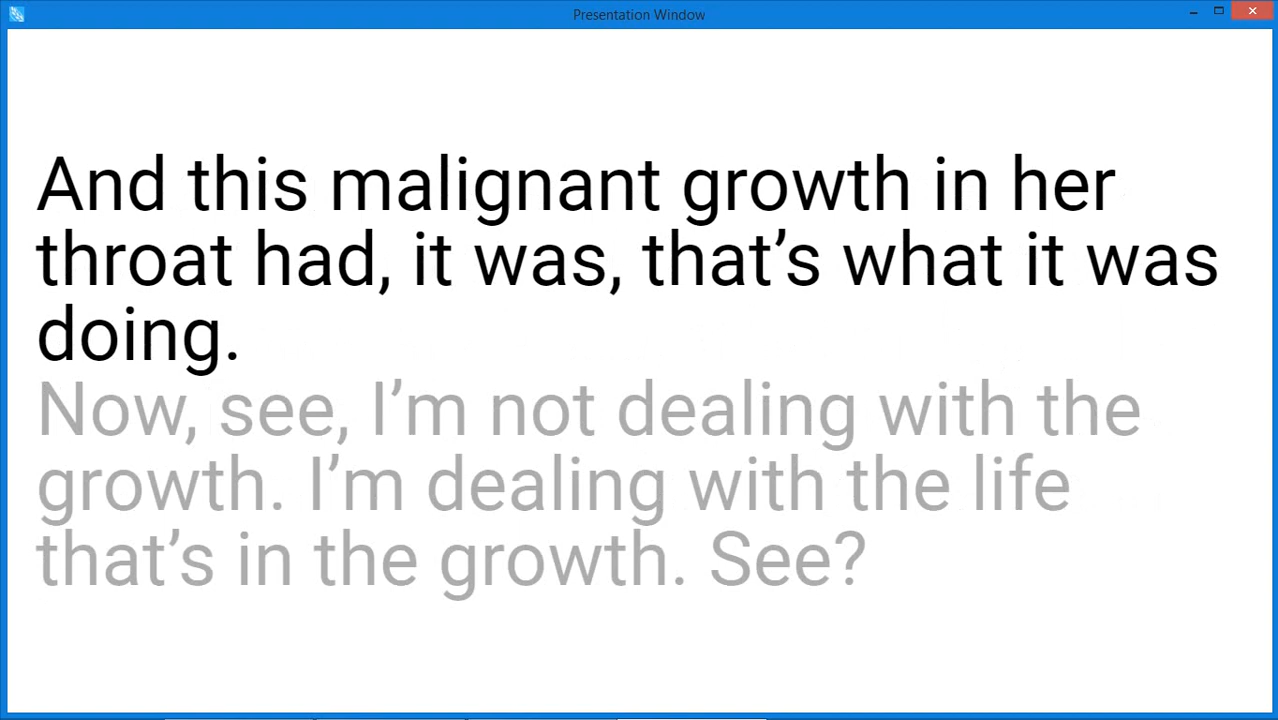 Presentation Window
And this malignant growth in her
throat had, it was, that’s what it was
doing.
Now, see, I’m not dealing with the
growth. I’m dealing with the life
that’s in the growth. See?